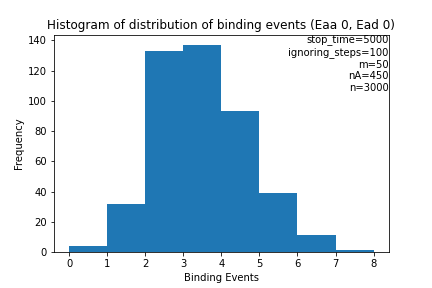 Histogram of distribution of binding events (Eaa 0, Ead 0)
stop_time=5000
ignoring_steps=100
m=50
nA=450
n=3000
140
120
100
80
60
40
20
0
Frequency
0 1 2 3 4 5 6 7 8
Binding Events